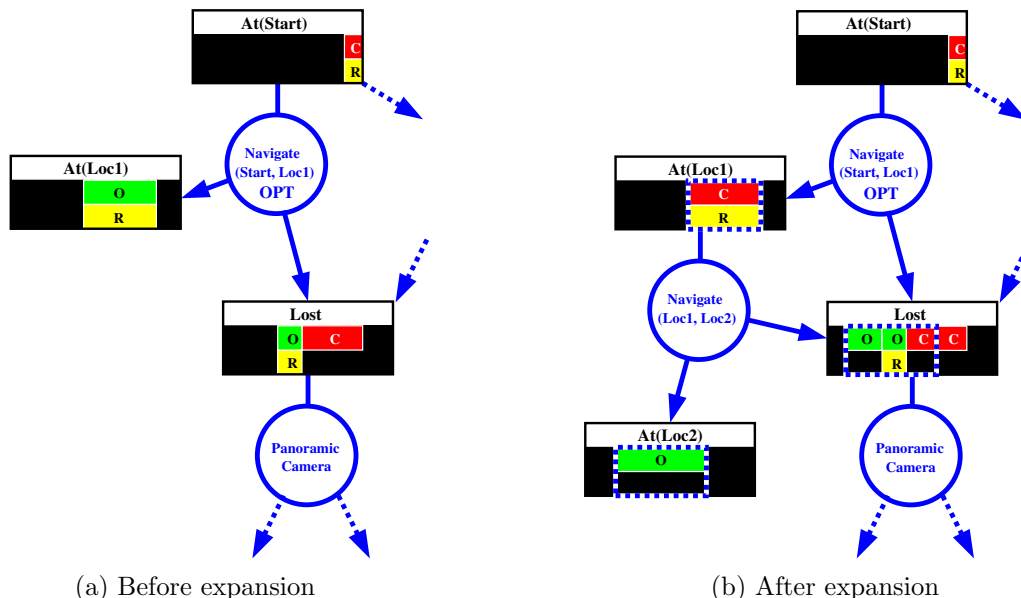 At(Start)
C
R
Navigate
(Start, Loc1)
OPT
At(Loc1)
O
R
Lost
O
C
R
Panoramic
Camera
(a) Before expansion
At(Start)
C
R
Navigate
(Start, Loc1)
OPT
At(Loc1)
C
R
Navigate
(Loc1, Loc2)
Lost
O O C C
R
At(Loc2)
O
Panoramic
Camera
(b) After expansion